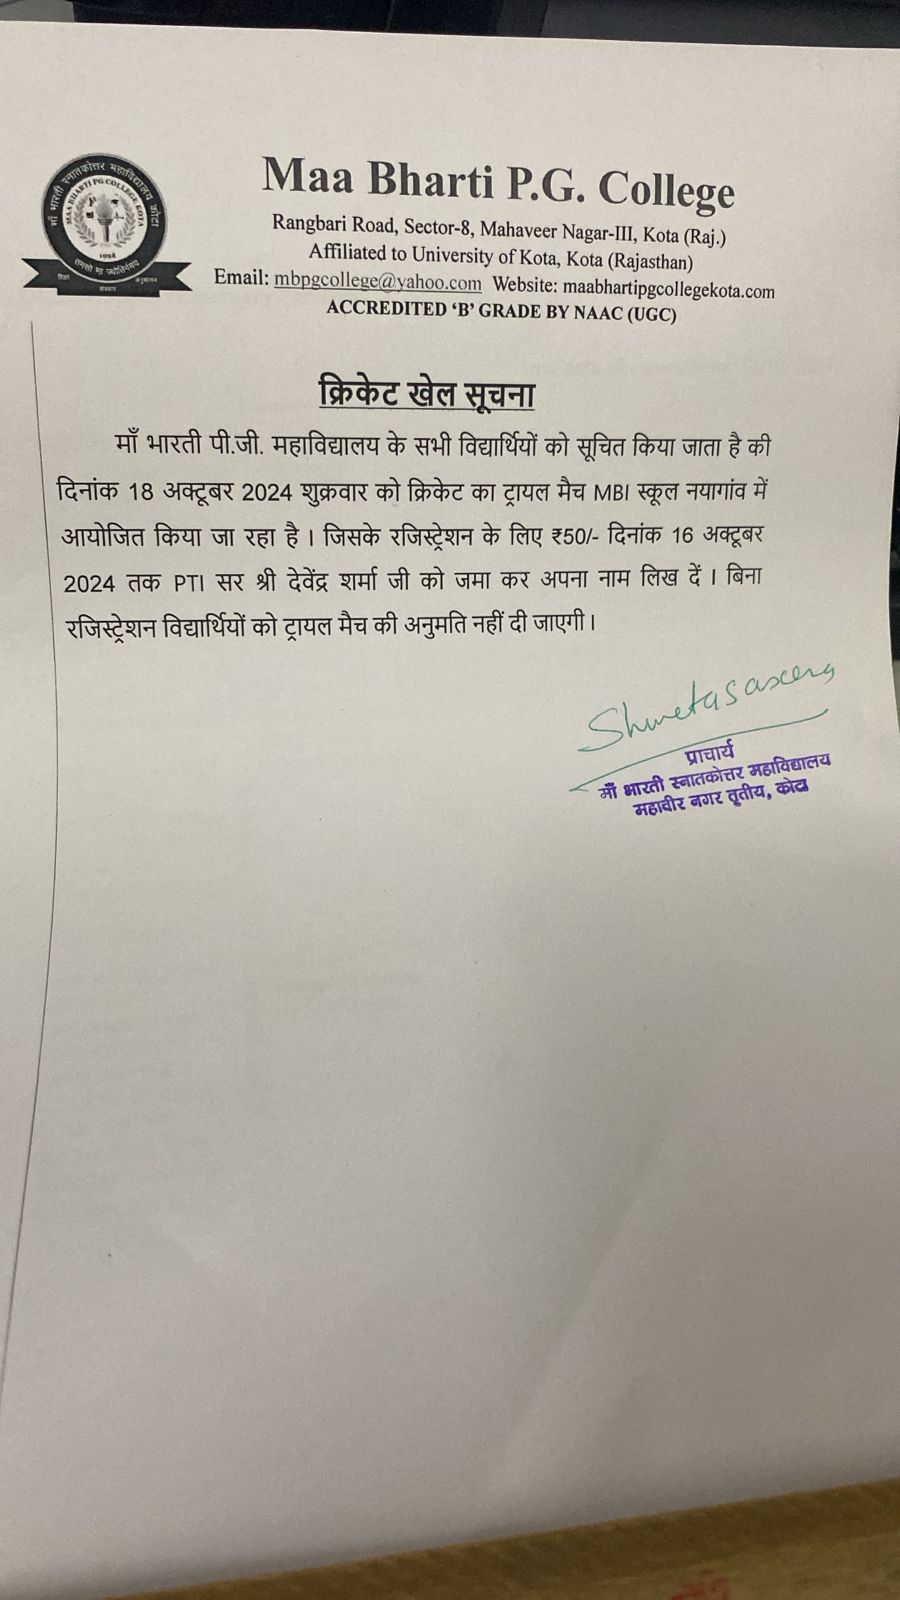 माँ भारती स्नातकोत्तर महाविद्यालय कोटा
MAA BHARTI PG COLLEGE KOTA
तमसो मा ज्योतिर्गमय
शिक्षा संस्कार अनुशासन
Maa Bharti P.G. College
Rangbari Road, Sector-8, Mahaveer Nagar-III, Kota (Raj.)
Affiliated to University of Kota, Kota (Rajasthan)
Email: mbpgcollege@yahoo.com Website: maabhartipgcollegekota.com
ACCREDITED ‘B’ GRADE BY NAAC (UGC)
क्रिकेट खेल सूचना
माँ भारती पी.जी. महाविद्यालय के सभी विद्यार्थियों को सूचित किया जाता है की
दिनांक 18 अक्टूबर 2024 शुक्रवार को क्रिकेट का ट्रायल मैच MBI स्कूल नयागांव में
आयोजित किया जा रहा है । जिसके रजिस्ट्रेशन के लिए ₹50/- दिनांक 16 अक्टूबर
2024 तक PTI सर श्री देवेंद्र शर्मा जी को जमा कर अपना नाम लिख दें । बिना
रजिस्ट्रेशन विद्यार्थियों को ट्रायल मैच की अनुमति नहीं दी जाएगी ।
Shwetasaxena
प्राचार्य
माँ भारती स्नातकोत्तर महाविद्यालय
महावीर नगर तृतीय, कोटा